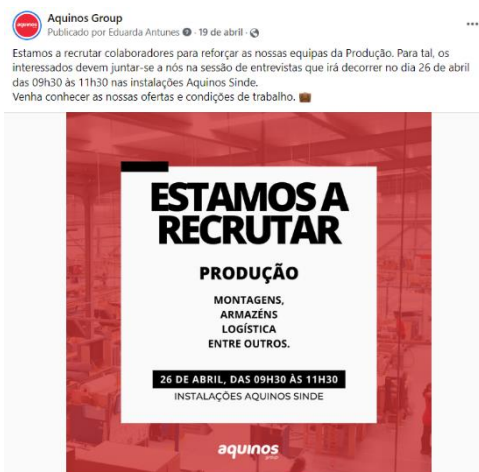 Aquinos Group
Publicado por Eduarda Antunes · 19 de abril ·
Estamos a recrutar colaboradores para reforçar as nossas equipas da Produção. Para tal, os
interessados devem juntar-se a nós na sessão de entrevistas que irá decorrer no dia 26 de abril
das 09h30 às 11h30 nas instalações Aquinos Sinde.
Venha conhecer as nossas ofertas e condições de trabalho. 💼
ESTAMOS A
RECRUTAR
PRODUÇÃO
MONTAGENS,
ARMAZÉNS
LOGÍSTICA
ENTRE OUTROS.
26 DE ABRIL, DAS 09H30 ÀS 11H30
INSTALAÇÕES AQUINOS SINDE
aquinos
group